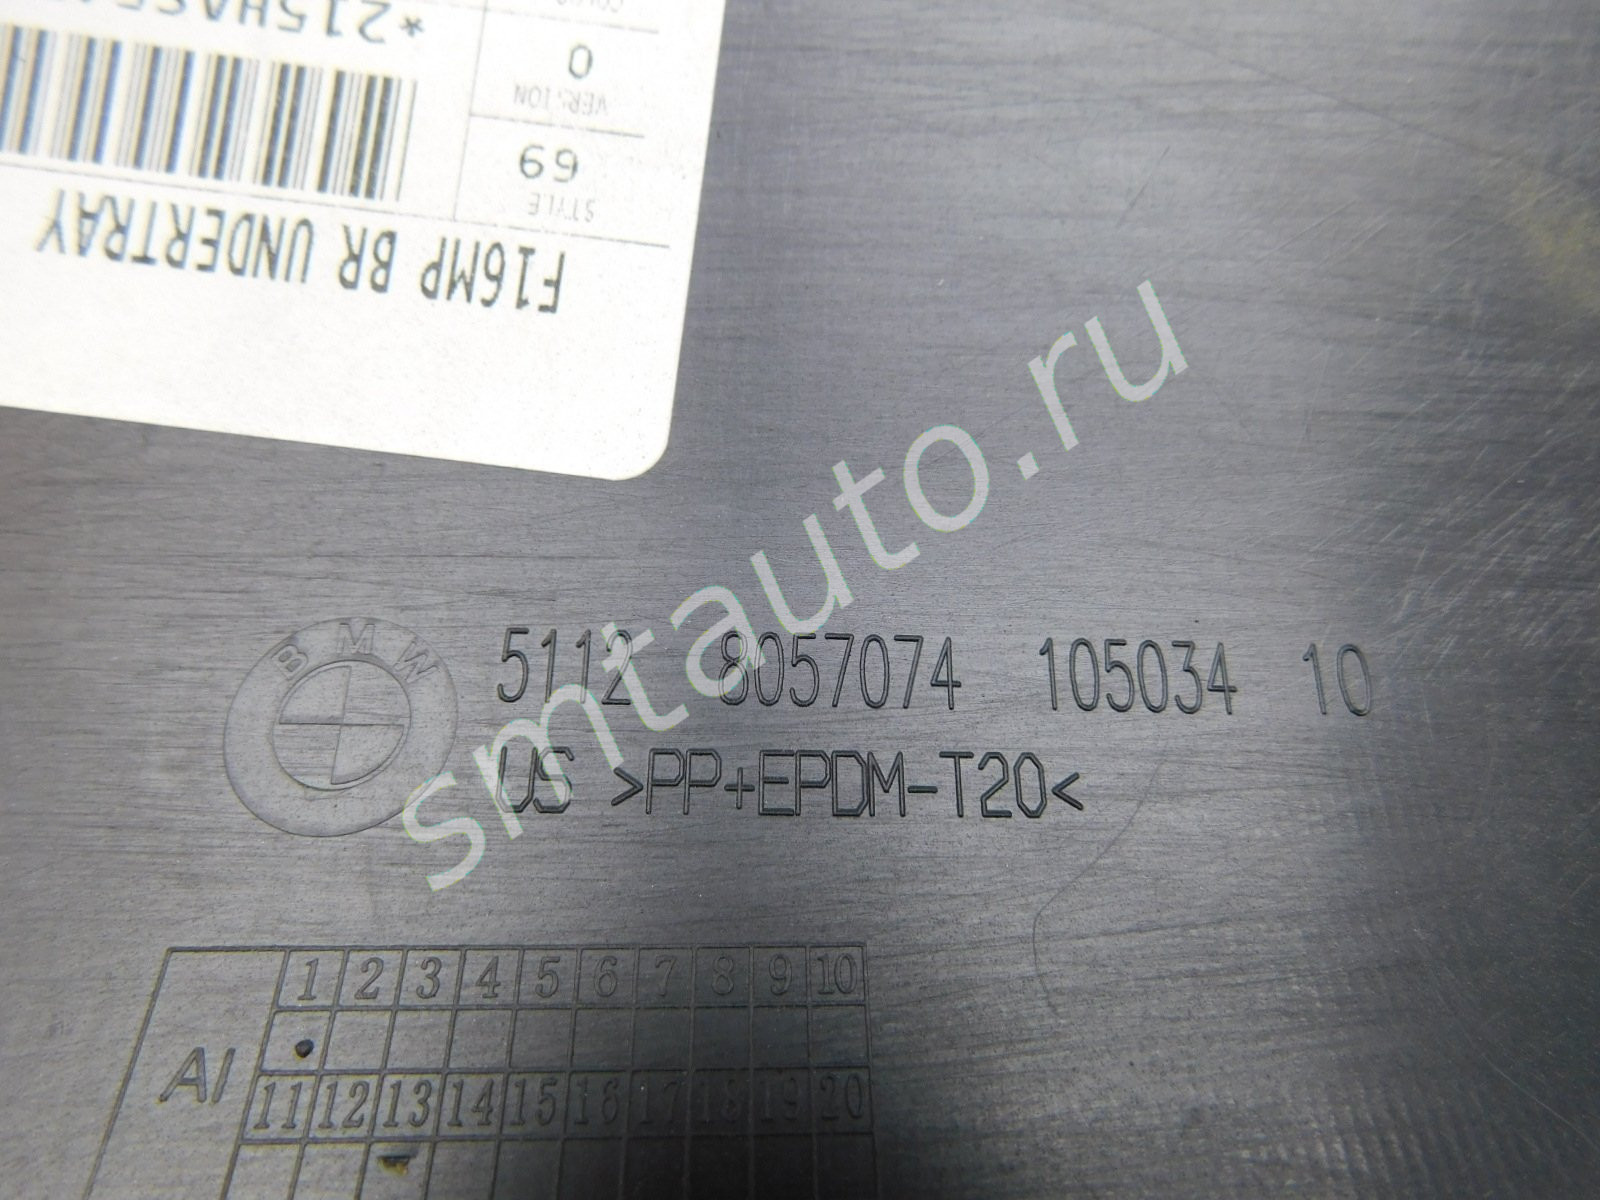 F16MP BR UNDERTRAY
STYLE
69
VERSION
0
smtauto.ru
BMW
5112 8057074 105034 10
US >PP+EPDM-T20<
AI
1 2 3 4 5 6 7 8 9 10
11 12 13 14 15 16 17 18 19 20